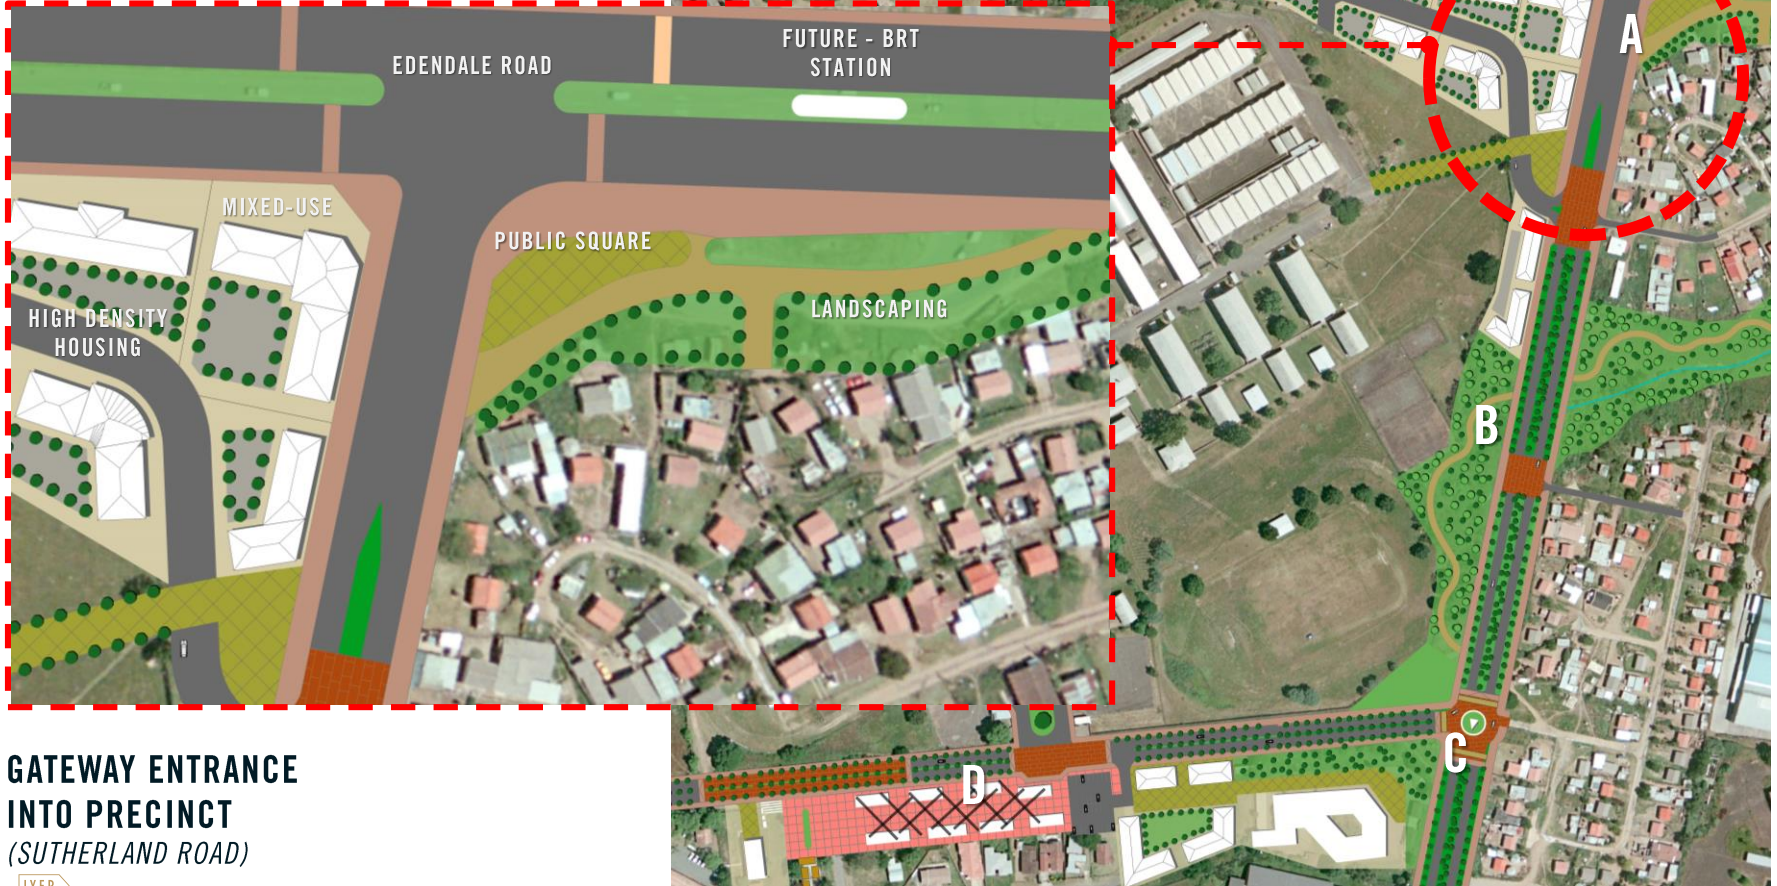 EDENDALE ROAD
FUTURE - BRT
STATION
A
MIXED-USE
PUBLIC SQUARE
LANDSCAPING
HIGH DENSITY
HOUSING
B
C
D
GATEWAY ENTRANCE
INTO PRECINCT
(SUTHERLAND ROAD)